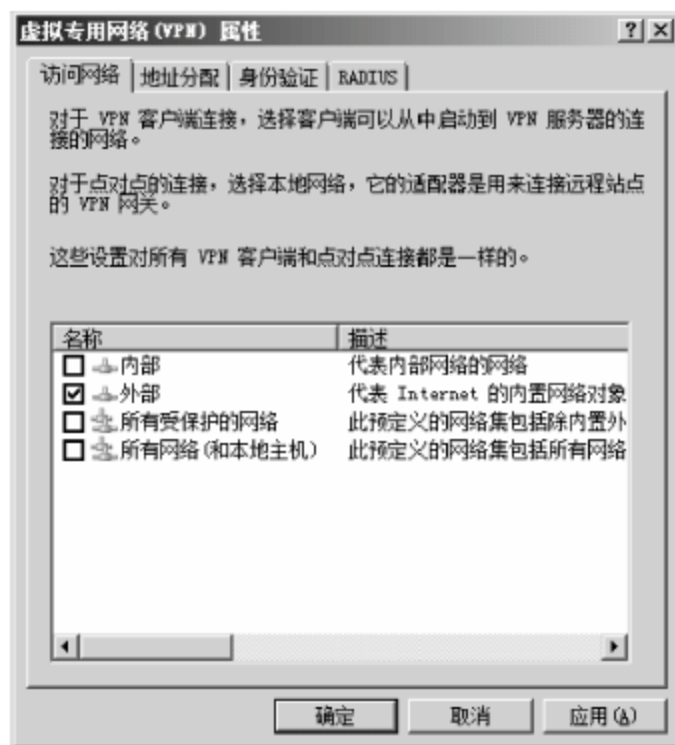 虚拟专用网络(VPN) 属性
访问网络 地址分配 身份验证 RADIUS
对于 VPN 客户端连接，选择客户端可以从中启动到 VPN 服务器的连
接的网络。
对于点对点的连接，选择本地网络，它的适配器是用来连接远程站点
的 VPN 网关。
这些设置对所有 VPN 客户端和点对点连接都是一样的。
名称 描述
内部 代表内部网络的网络
外部 代表 Internet 的内置网络对象
所有受保护的网络 此预定义的网络集包括除内置外
所有网络(和本地主机) 此预定义的网络集包括所有网络
确定 取消 应用(A)